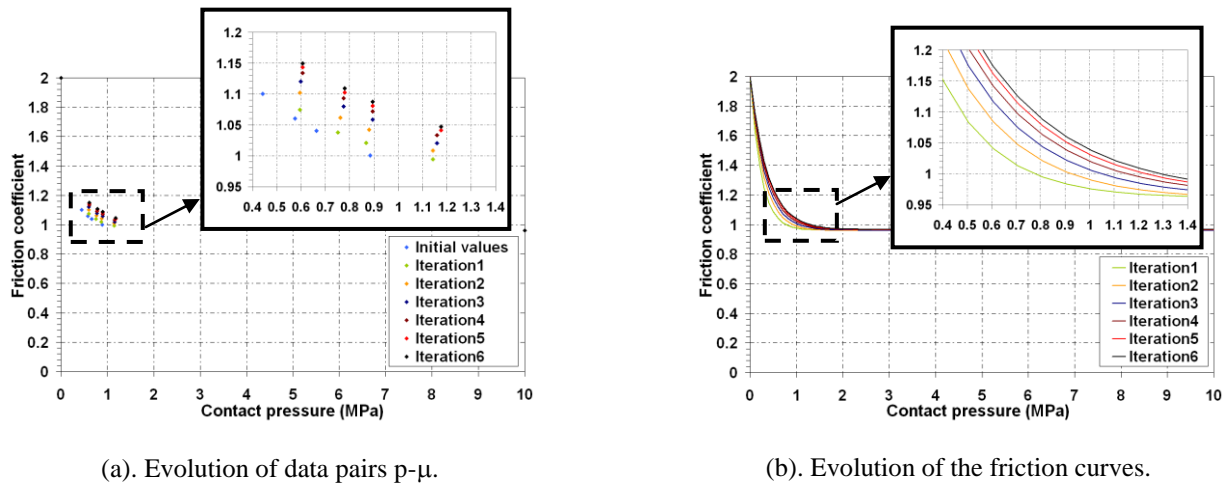 Friction coefficient
2
1.8
1.6
1.4
1.2
1
0.8
0.6
0.4
0.2
0
0 1 2 3 4 5 6 7 8 9 10
Contact pressure (MPa)
1.2
1.15
1.1
1.05
1
0.95
0.4 0.5 0.6 0.7 0.8 0.9 1 1.1 1.2 1.3 1.4
Initial values
Iteration1
Iteration2
Iteration3
Iteration4
Iteration5
Iteration6
(a). Evolution of data pairs p-μ.
Friction coefficient
2
1.8
1.6
1.4
1.2
1
0.8
0.6
0.4
0.2
0
0 1 2 3 4 5 6 7 8 9 10
Contact pressure (MPa)
1.2
1.15
1.1
1.05
1
0.95
0.4 0.5 0.6 0.7 0.8 0.9 1 1.1 1.2 1.3 1.4
Iteration1
Iteration2
Iteration3
Iteration4
Iteration5
Iteration6
(b). Evolution of the friction curves.